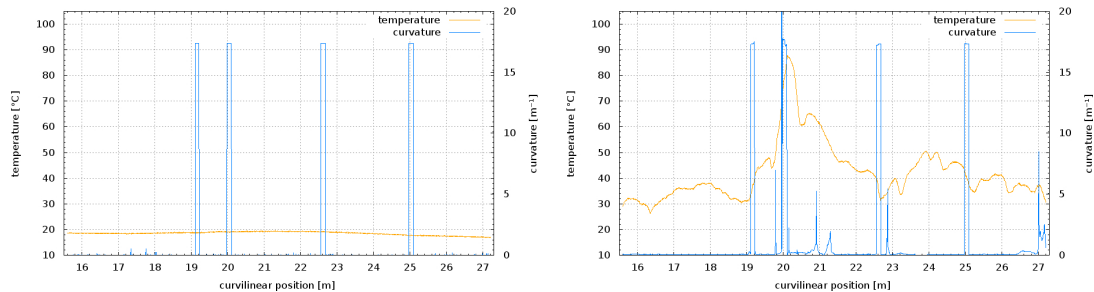 temperature
curvature
temperature [°C]
curvature [m⁻¹]
100
90
80
70
60
50
40
30
20
10
20
15
10
5
0
16 17 18 19 20 21 22 23 24 25 26 27
curvilinear position [m]
temperature
curvature
temperature [°C]
curvature [m⁻¹]
100
90
80
70
60
50
40
30
20
10
20
15
10
5
0
16 17 18 19 20 21 22 23 24 25 26 27
curvilinear position [m]